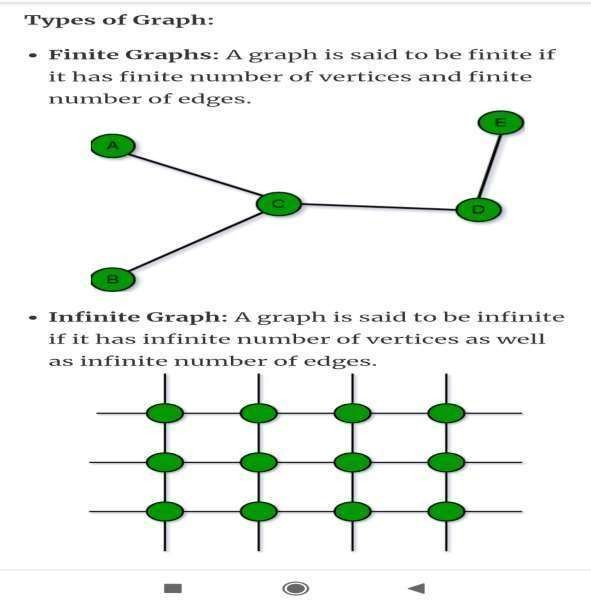 Types of Graph:
• Finite Graphs: A graph is said to be finite if
it has finite number of vertices and finite
number of edges.
E
A
C
D
B
• Infinite Graph: A graph is said to be infinite
if it has infinite number of vertices as well
as infinite number of edges.